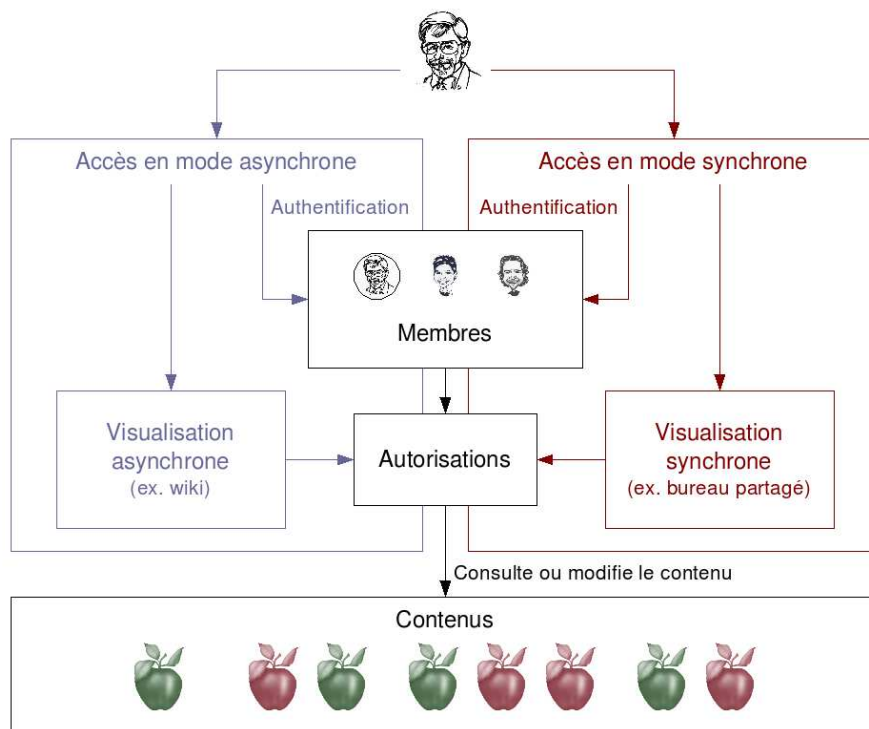 Accès en mode asynchrone
Accès en mode synchrone
Authentification
Authentification
Membres
Visualisation
asynchrone
(ex. wiki)
Autorisations
Visualisation
synchrone
(ex. bureau partagé)
Consulte ou modifie le contenu
Contenus